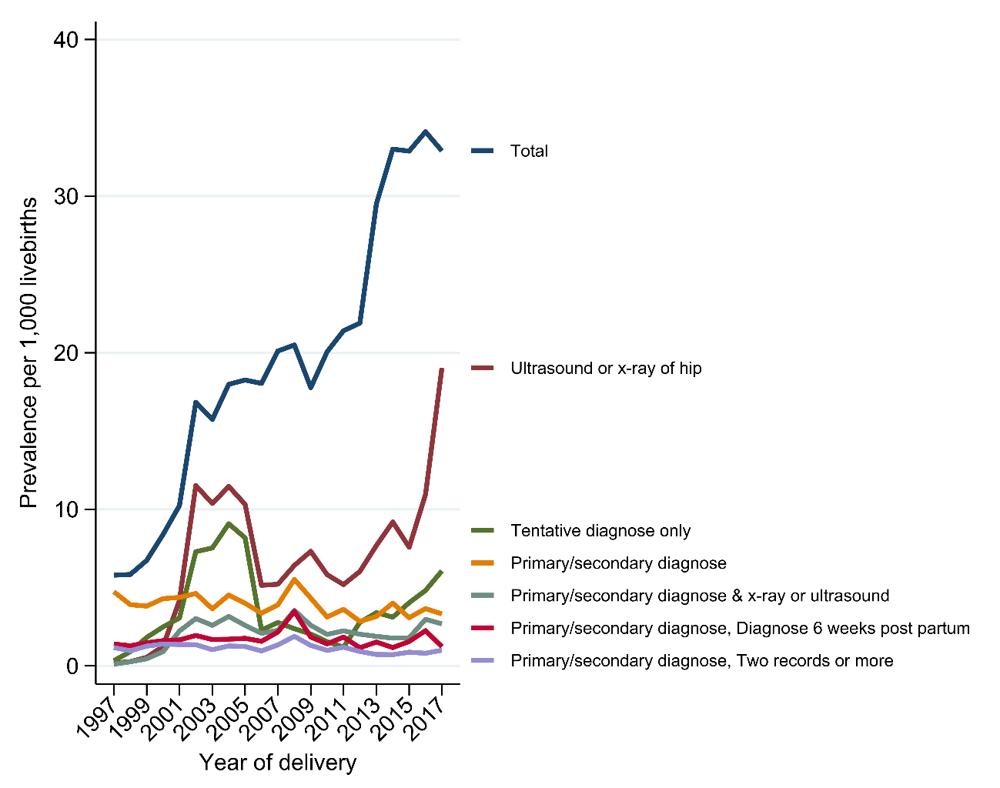 40
30
20
10
0
Prevalence per 1,000 livebirths
1997
1999
2001
2003
2005
2007
2009
2011
2013
2015
2017
Year of delivery
Total
Ultrasound or x-ray of hip
Tentative diagnose only
Primary/secondary diagnose
Primary/secondary diagnose & x-ray or ultrasound
Primary/secondary diagnose, Diagnose 6 weeks post partum
Primary/secondary diagnose, Two records or more